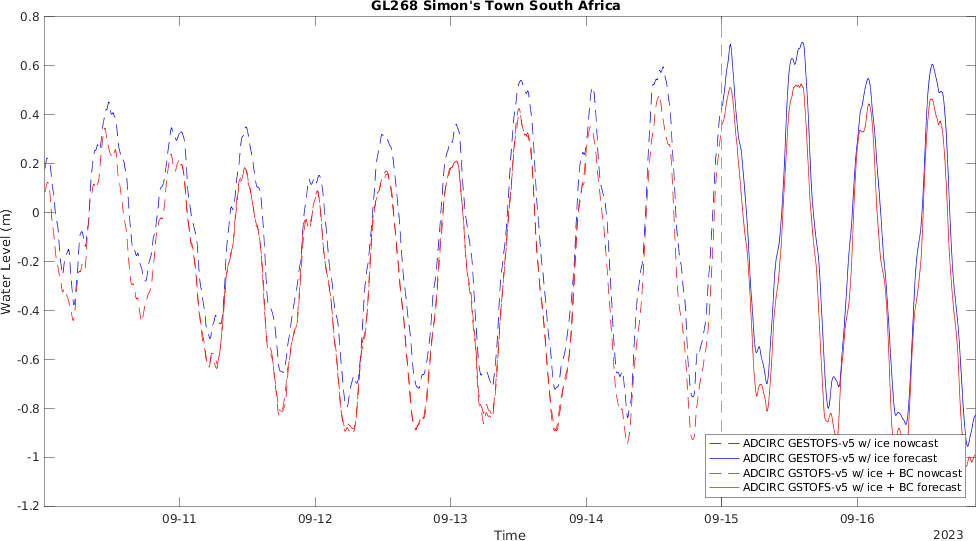 GL268 Simon's Town South Africa
0.8
0.6
0.4
0.2
0
-0.2
-0.4
-0.6
-0.8
-1
-1.2
Water Level (m)
ADCIRC GESTOFS-v5 w/ ice nowcast
ADCIRC GESTOFS-v5 w/ ice forecast
ADCIRC GSTOFS-v5 w/ ice + BC nowcast
ADCIRC GSTOFS-v5 w/ ice + BC forecast
09-11 09-12 09-13 09-14 09-15 09-16
Time
2023